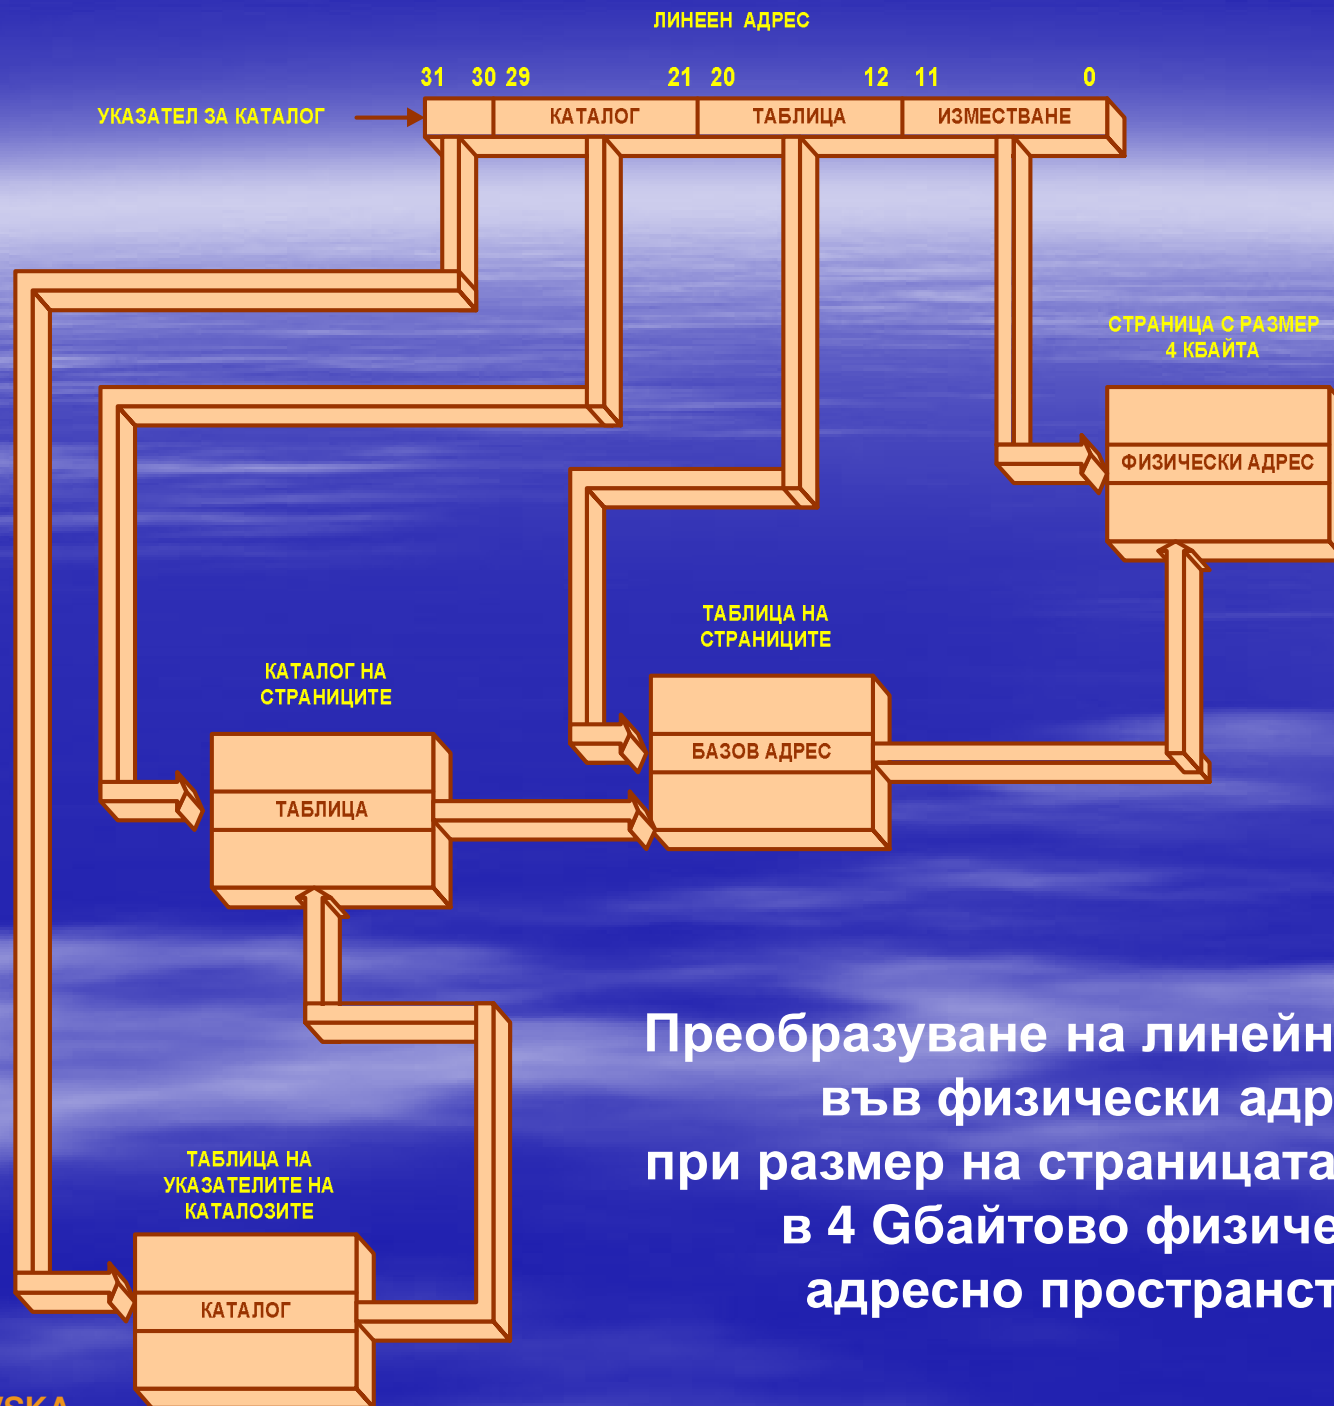 ЛИНЕЕН АДРЕС
31 30 29 21 20 12 11 0
УКАЗАТЕЛ ЗА КАТАЛОГ
КАТАЛОГ ТАБЛИЦА ИЗМЕСТВАНЕ
СТРАНИЦА С РАЗМЕР
4 КБАЙТА
ФИЗИЧЕСКИ АДРЕС
ТАБЛИЦА НА
СТРАНИЦИТЕ
БАЗОВ АДРЕС
КАТАЛОГ НА
СТРАНИЦИТЕ
ТАБЛИЦА
Преобразуване на линейн
във физически адр
при размер на страницата
в 4 Gбайтово физиче
адресно пространст
ТАБЛИЦА НА
УКАЗАТЕЛИТЕ НА
КАТАЛОЗИТЕ
КАТАЛОГ